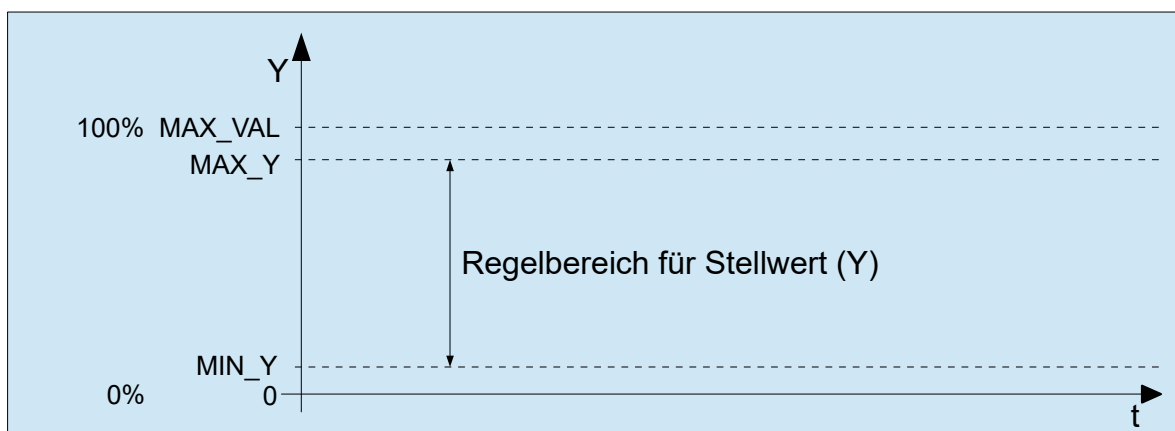 Y
100% MAX_VAL
MAX_Y
Regelbereich für Stellwert (Y)
MIN_Y
0% 0
t